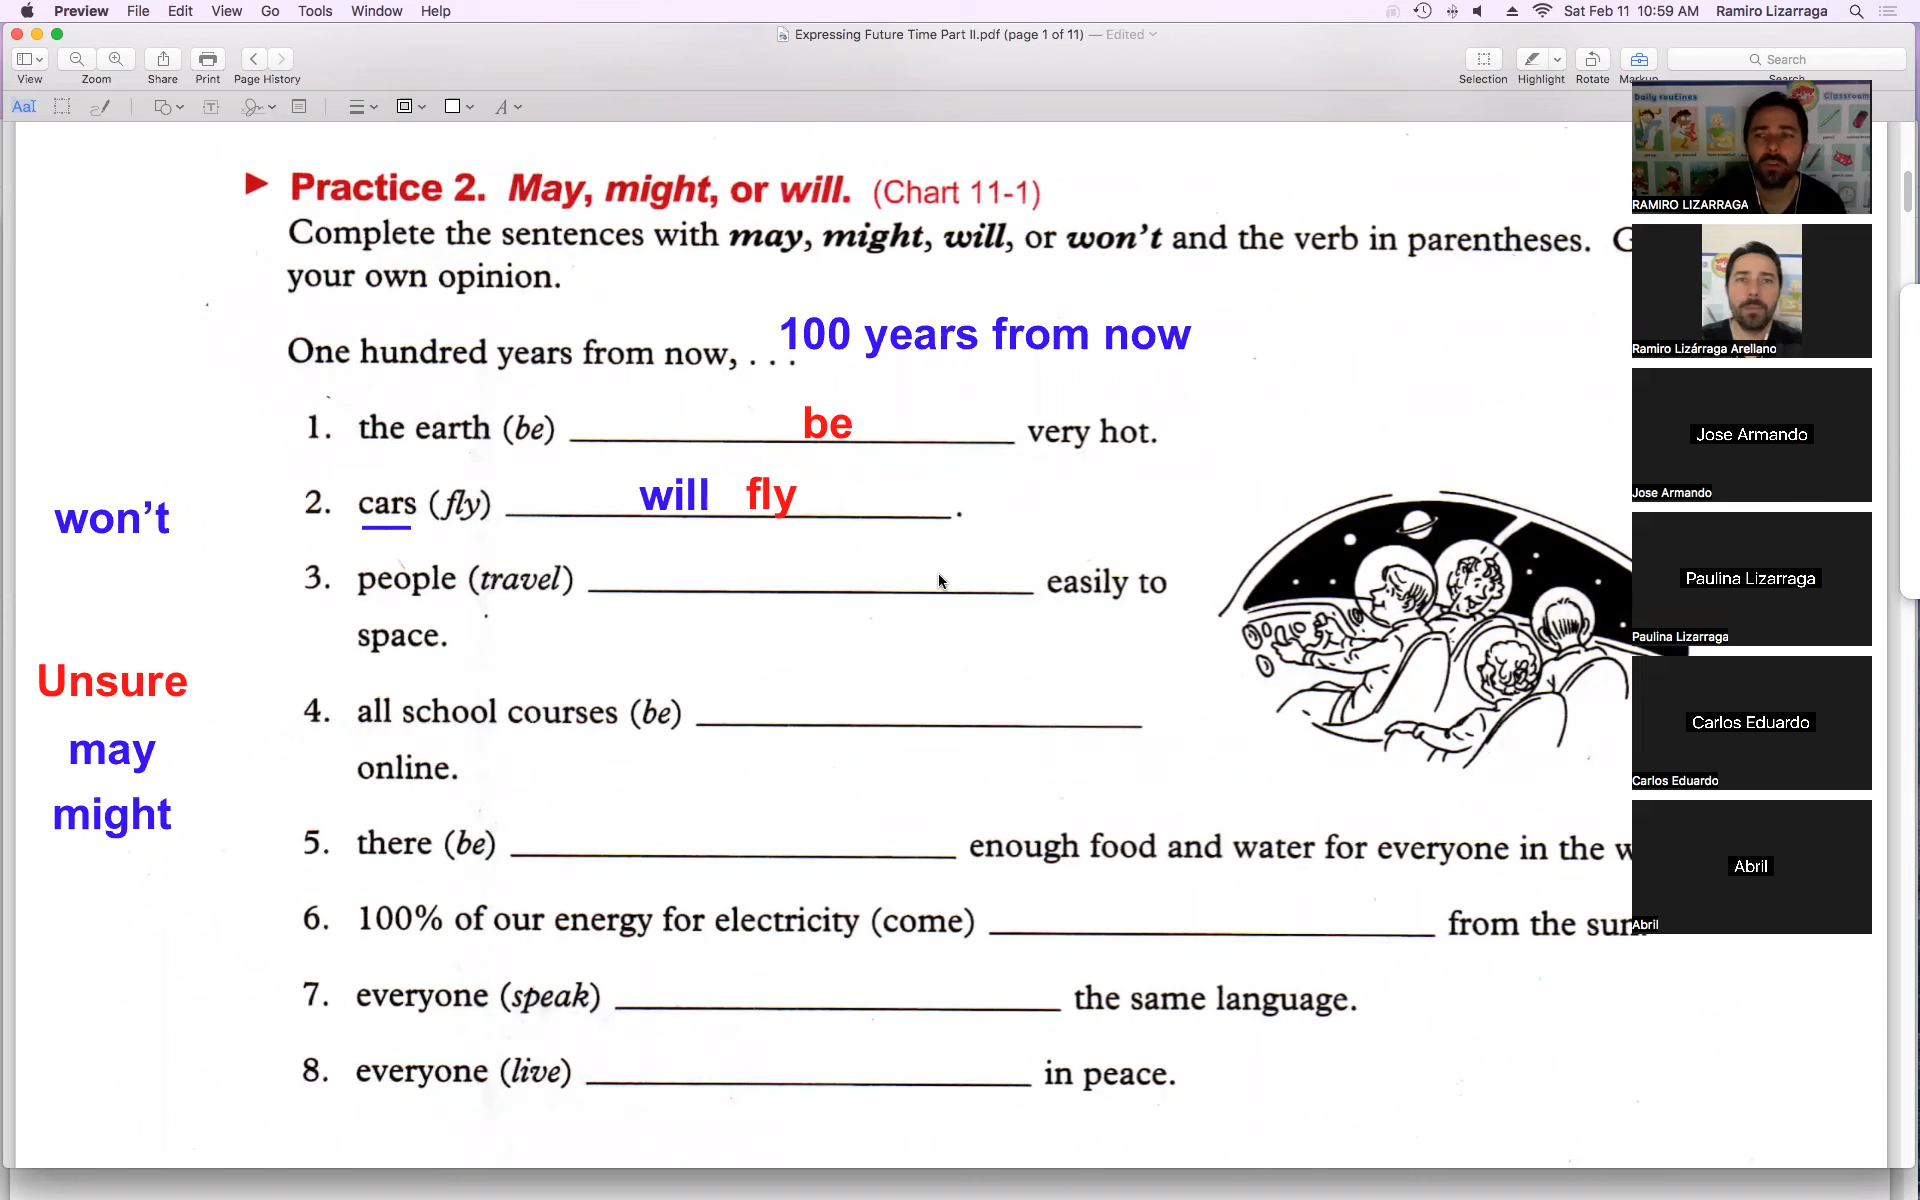 Preview File Edit View Go Tools Window Help Sat Feb 11 10:59 AM Ramiro Lizarraga
Expressing Future Time Part II.pdf (page 1 of 11) — Edited
View Zoom Share Print Page History Selection Highlight Rotate Markup Search
Search
Daily routines Classroom
RAMIRO LIZARRAGA
Ramiro Lizárraga Arellano
Jose Armando
Jose Armando
Paulina Lizarraga
Paulina Lizarraga
Carlos Eduardo
Carlos Eduardo
Abril
Abril
Practice 2. May, might, or will. (Chart 11-1)
Complete the sentences with may, might, will, or won't and the verb in parentheses.
your own opinion.
One hundred years from now, . . .
100 years from now
1. the earth (be) be very hot.
2. cars (fly) will fly .
won't
3. people (travel) easily to
space.
Unsure
4. all school courses (be)
may
online.
might
5. there (be) enough food and water for everyone in the
6. 100% of our energy for electricity (come) from the sun
7. everyone (speak) the same language.
8. everyone (live) in peace.